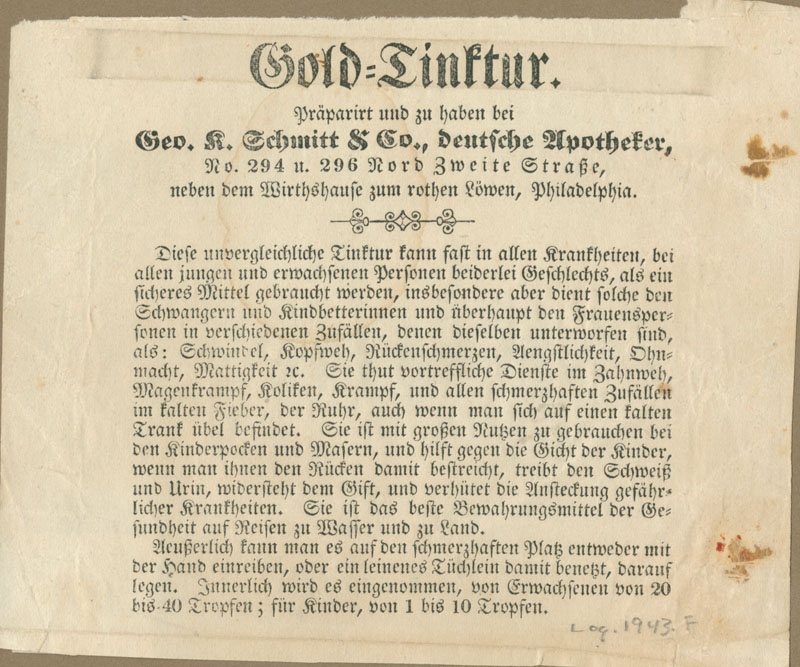 Gold-Tinktur.
Präparirt und zu haben bei
Geo. K. Schmitt & Co., deutsche Apotheker,
No. 294 u. 296 Nord Zweite Straße,
neben dem Wirthshause zum rothen Löwen, Philadelphia.
Diese unvergleichliche Tinktur kann fast in allen Krankheiten, bei
allen jungen und erwachsenen Personen beiderlei Geschlechts, als ein
sicheres Mittel gebraucht werden, insbesondere aber dient solche den
Schwangern und Kindbetterinnen und überhaupt den Frauensper-
sonen in verschiedenen Zufällen, denen dieselben unterworfen sind,
als: Schwindel, Kopfweh, Rückenschmerzen, Aengstlichkeit, Ohn-
macht, Mattigkeit ꝛc. Sie thut vortreffliche Dienste im Zahnweh,
Magenkrampf, Koliken, Krampf, und allen schmerzhaften Zufällen
im kalten Fieber, der Ruhr, auch wenn man sich auf einen kalten
Trank übel befindet. Sie ist mit großen Nutzen zu gebrauchen bei
den Kinderpocken und Masern, und hilft gegen die Gicht der Kinder,
wenn man ihnen den Rücken damit bestreicht, treibt den Schweiß
und Urin, widersteht dem Gift, und verhütet die Ansteckung gefähr-
licher Krankheiten. Sie ist das beste Bewahrungsmittel der Ge-
sundheit auf Reisen zu Wasser und zu Land.
Aeußerlich kann man es auf den schmerzhaften Platz entweder mit
der Hand einreiben, oder ein leinenes Tüchlein damit benetzt, darauf
legen. Innerlich wird es eingenommen, von Erwachsenen von 20
bis 40 Tropfen; für Kinder, von 1 bis 10 Tropfen.
Log. 1943. F